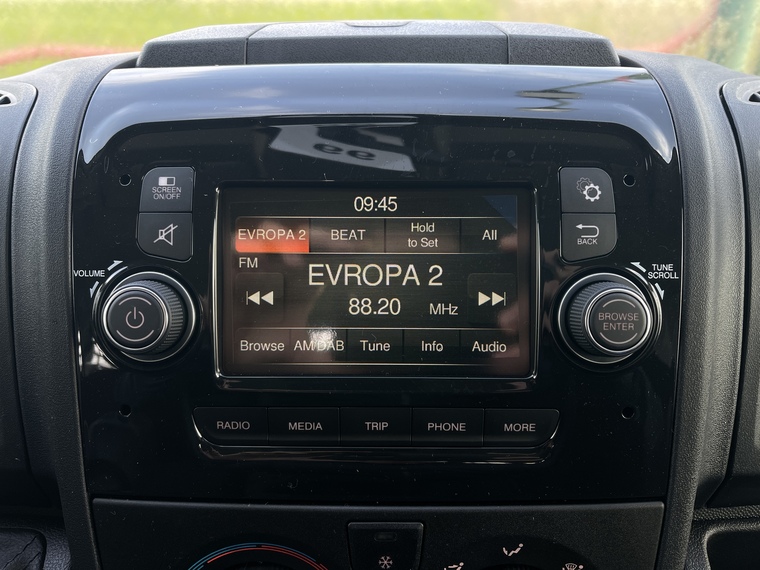 SCREEN
ON/OFF
09:45
EVROPA 2
BEAT
Hold
to Set
All
BACK
VOLUME
FM
EVROPA 2
88.20 MHz
TUNE
SCROLL
BROWSE
ENTER
Browse
AM/DAB
Tune
Info
Audio
RADIO
MEDIA
TRIP
PHONE
MORE